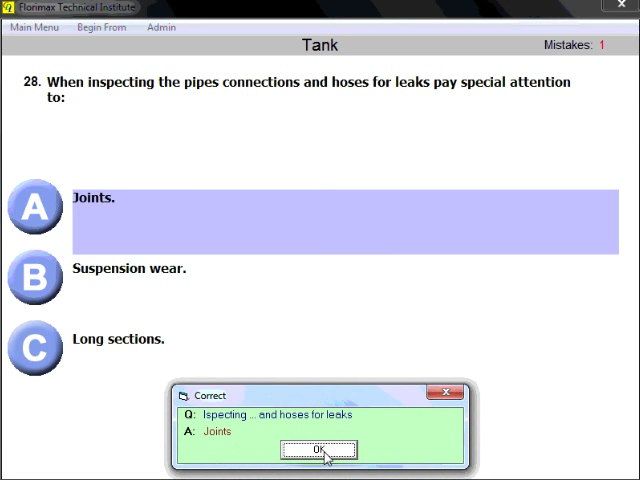 Florimax Technical Institute
Main Menu Begin From Admin
Tank Mistakes: 1
28. When inspecting the pipes connections and hoses for leaks pay special attention
to:
A Joints.
B Suspension wear.
C Long sections.
Correct
Q: Ispecting ... and hoses for leaks
A: Joints
OK